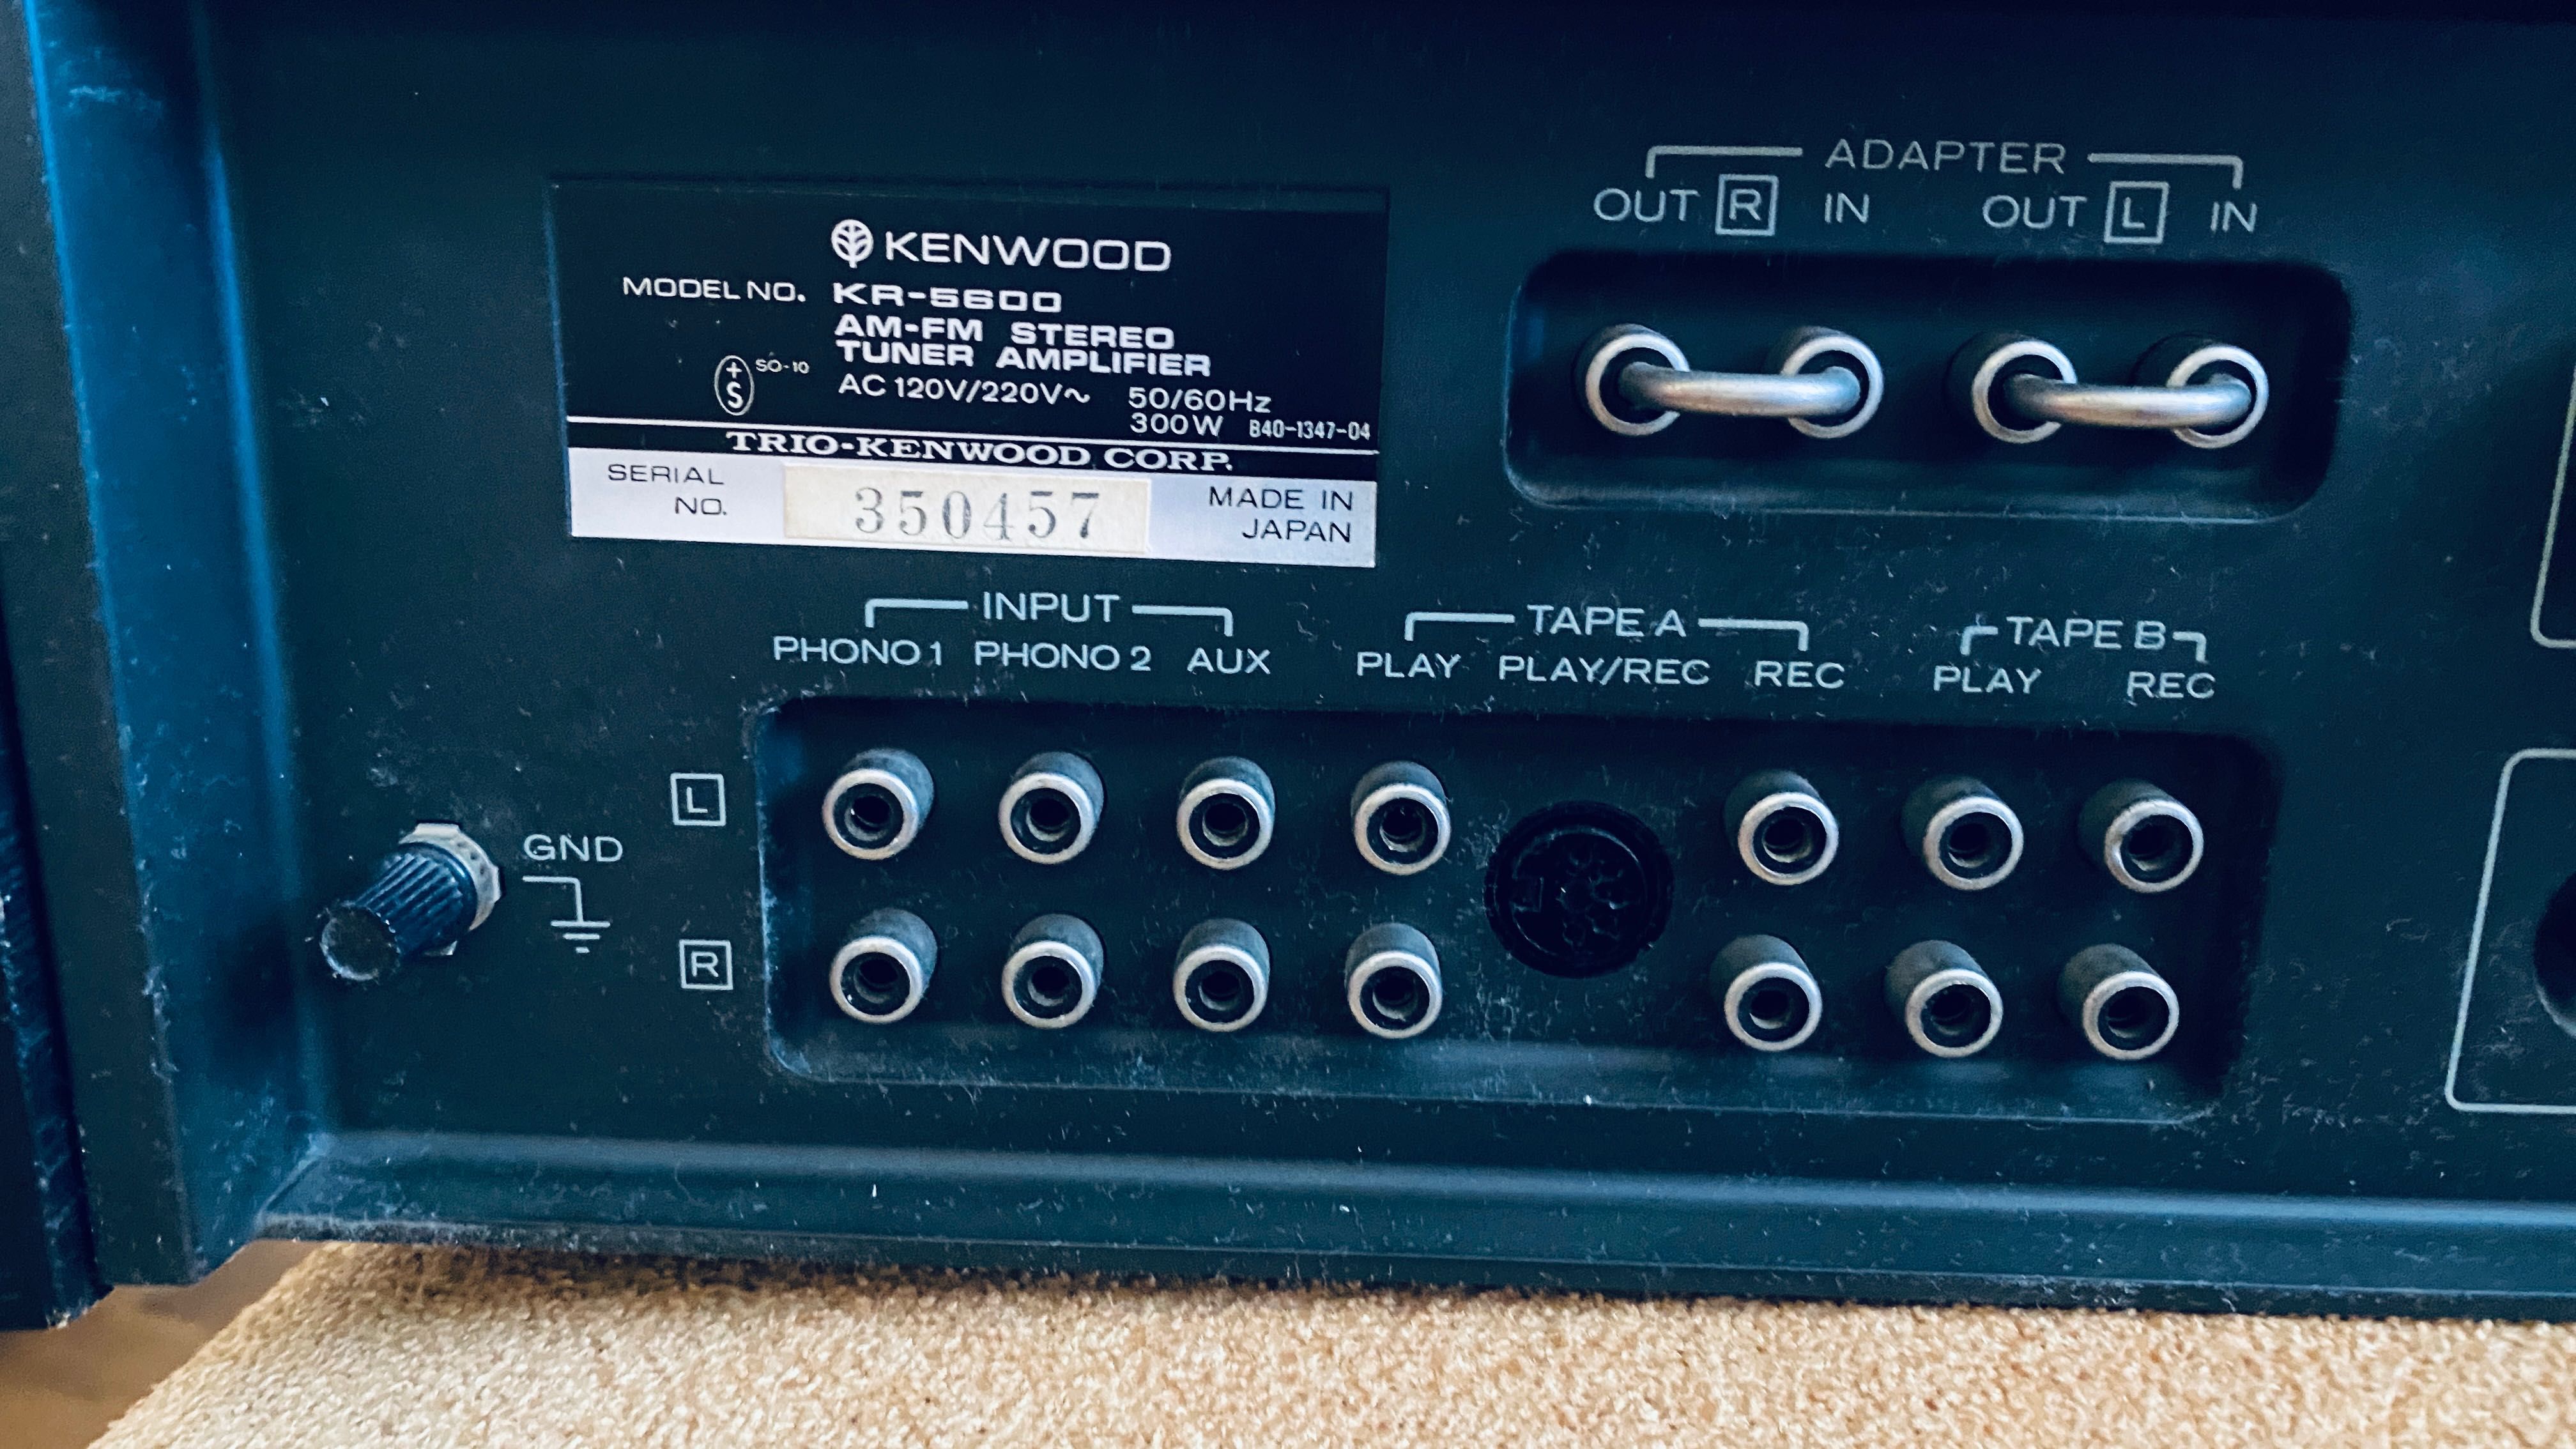 KENWOOD
MODEL NO. KR-5600
AM-FM STEREO
TUNER AMPLIFIER
+S SO-10
AC 120V/220V~ 50/60Hz
300W B40-1347-04
TRIO-KENWOOD CORP.
SERIAL NO. 350457 MADE IN JAPAN
ADAPTER
OUT R IN OUT L IN
INPUT
PHONO 1 PHONO 2 AUX
TAPE A
PLAY PLAY/REC REC
TAPE B
PLAY REC
L
GND
R